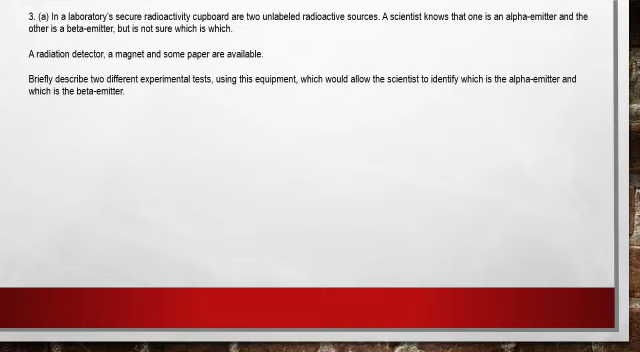 3. (a) In a laboratory's secure radioactivity cupboard are two unlabeled radioactive sources. A scientist knows that one is an alpha-emitter and the
other is a beta-emitter, but is not sure which is which.
A radiation detector, a magnet and some paper are available.
Briefly describe two different experimental tests, using this equipment, which would allow the scientist to identify which is the alpha-emitter and
which is the beta-emitter.